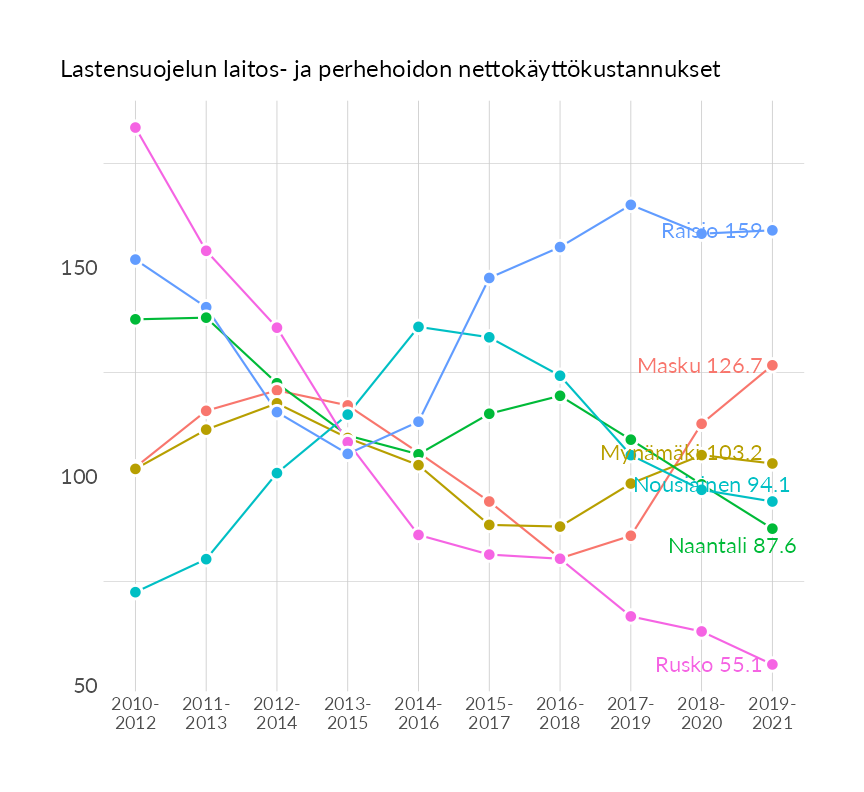 Lastensuojelun laitos- ja perhehoidon nettokäyttökustannukset
Raisio 159
150
Masku 126.7
Mynämäki 103.2
100
Nousiainen 94.1
Naantali 87.6
Rusko 55.1
50
2010- 2011- 2012- 2013- 2014- 2015- 2016- 2017- 2018- 2019-
2012 2013 2014 2015 2016 2017 2018 2019 2020 2021